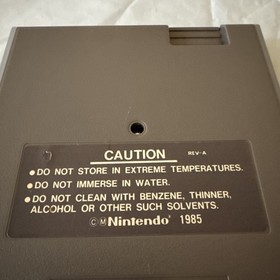 CAUTION
REV-A
● DO NOT STORE IN EXTREME TEMPERATURES.
● DO NOT IMMERSE IN WATER.
● DO NOT CLEAN WITH BENZENE, THINNER,
ALCOHOL OR OTHER SUCH SOLVENTS.
©M Nintendo® 1985